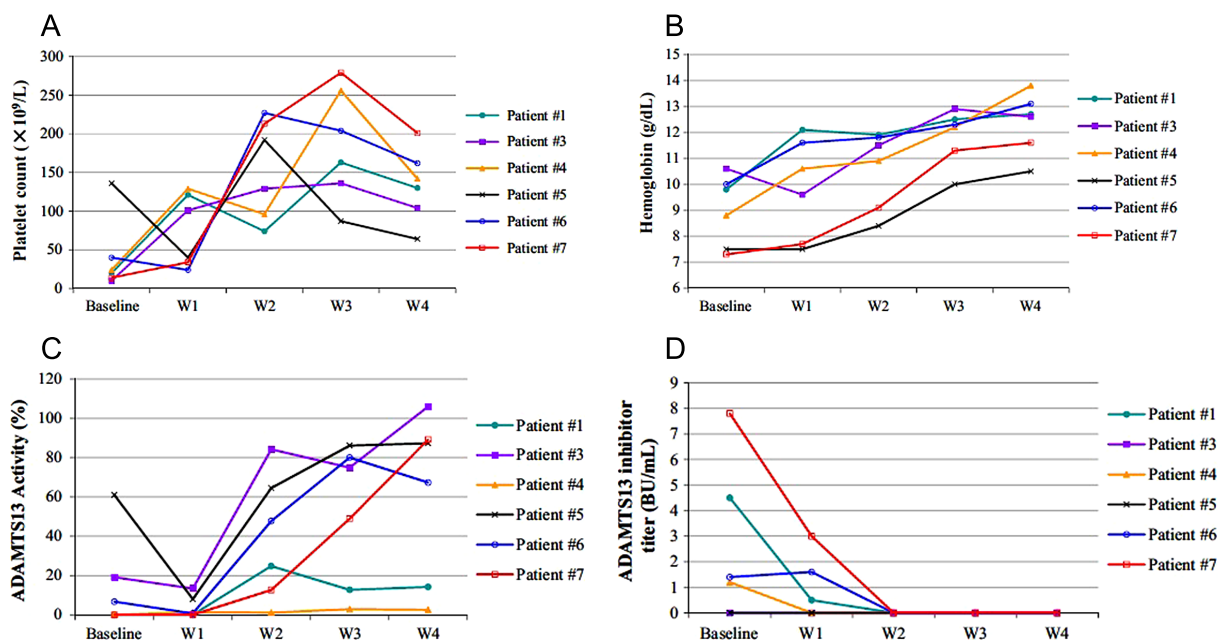 A
Platelet count (×10⁹/L)
300
250
200
150
100
50
0
Baseline W1 W2 W3 W4
Patient #1
Patient #3
Patient #4
Patient #5
Patient #6
Patient #7
B
Hemoglobin (g/dL)
15
14
13
12
11
10
9
8
7
6
Baseline W1 W2 W3 W4
Patient #1
Patient #3
Patient #4
Patient #5
Patient #6
Patient #7
C
ADAMTS13 Activity (%)
120
100
80
60
40
20
0
Baseline W1 W2 W3 W4
Patient #1
Patient #3
Patient #4
Patient #5
Patient #6
Patient #7
D
ADAMTS13 inhibitor
titer (BU/mL)
9
8
7
6
5
4
3
2
1
0
Baseline W1 W2 W3 W4
Patient #1
Patient #3
Patient #4
Patient #5
Patient #6
Patient #7